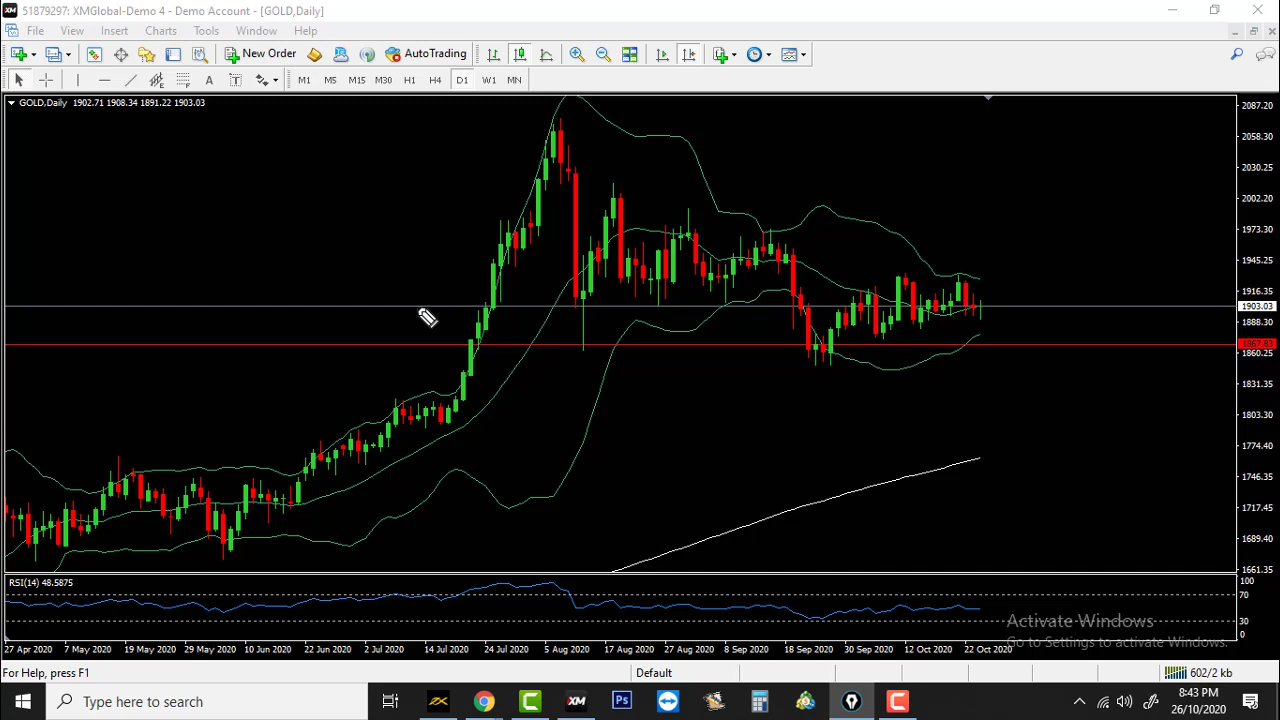 51879297: XMGlobal-Demo 4 - Demo Account - [GOLD,Daily]
File View Insert Charts Tools Window Help
New Order AutoTrading
A T M1 M5 M15 M30 H1 H4 D1 W1 MN
GOLD,Daily 1902.71 1908.34 1891.22 1903.03
2087.20
2058.30
2030.25
2002.20
1973.30
1945.25
1916.35
1903.03
1888.30
1867.83
1860.25
1831.35
1803.30
1774.40
1746.35
1717.45
1689.40
1661.35
RSI(14) 48.5875
100
70
30
0
Activate Windows
Go to Settings to activate Windows.
27 Apr 2020 7 May 2020 19 May 2020 29 May 2020 10 Jun 2020 22 Jun 2020 2 Jul 2020 14 Jul 2020 24 Jul 2020 5 Aug 2020 17 Aug 2020 27 Aug 2020 8 Sep 2020 18 Sep 2020 30 Sep 2020 12 Oct 2020 22 Oct 2020
For Help, press F1 Default 602/2 kb
Type here to search
XM
Ps
8:43 PM
26/10/2020